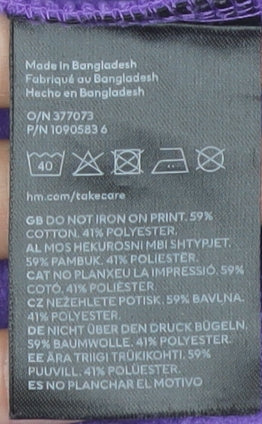 Made in Bangladesh
Fabriqué au Bangladesh
Hecho en Bangladesh
O/N 377073
P/N 1090583 6
40
hm.com/takecare
GB DO NOT IRON ON PRINT. 59%
COTTON. 41% POLYESTER.
AL MOS HEKUROSNI MBI SHTYPJET.
59% PAMBUK. 41% POLIESTËR.
CAT NO PLANXEU LA IMPRESSIÓ. 59%
COTÓ. 41% POLIÈSTER.
CZ NEŽEHLETE POTISK. 59% BAVLNA.
41% POLYESTER.
DE NICHT ÜBER DEN DRUCK BÜGELN.
59% BAUMWOLLE. 41% POLYESTER.
EE ÄRA TRIIGI TRÜKIKOHTI. 59%
PUUVILL. 41% POLÜESTER.
ES NO PLANCHAR EL MOTIVO